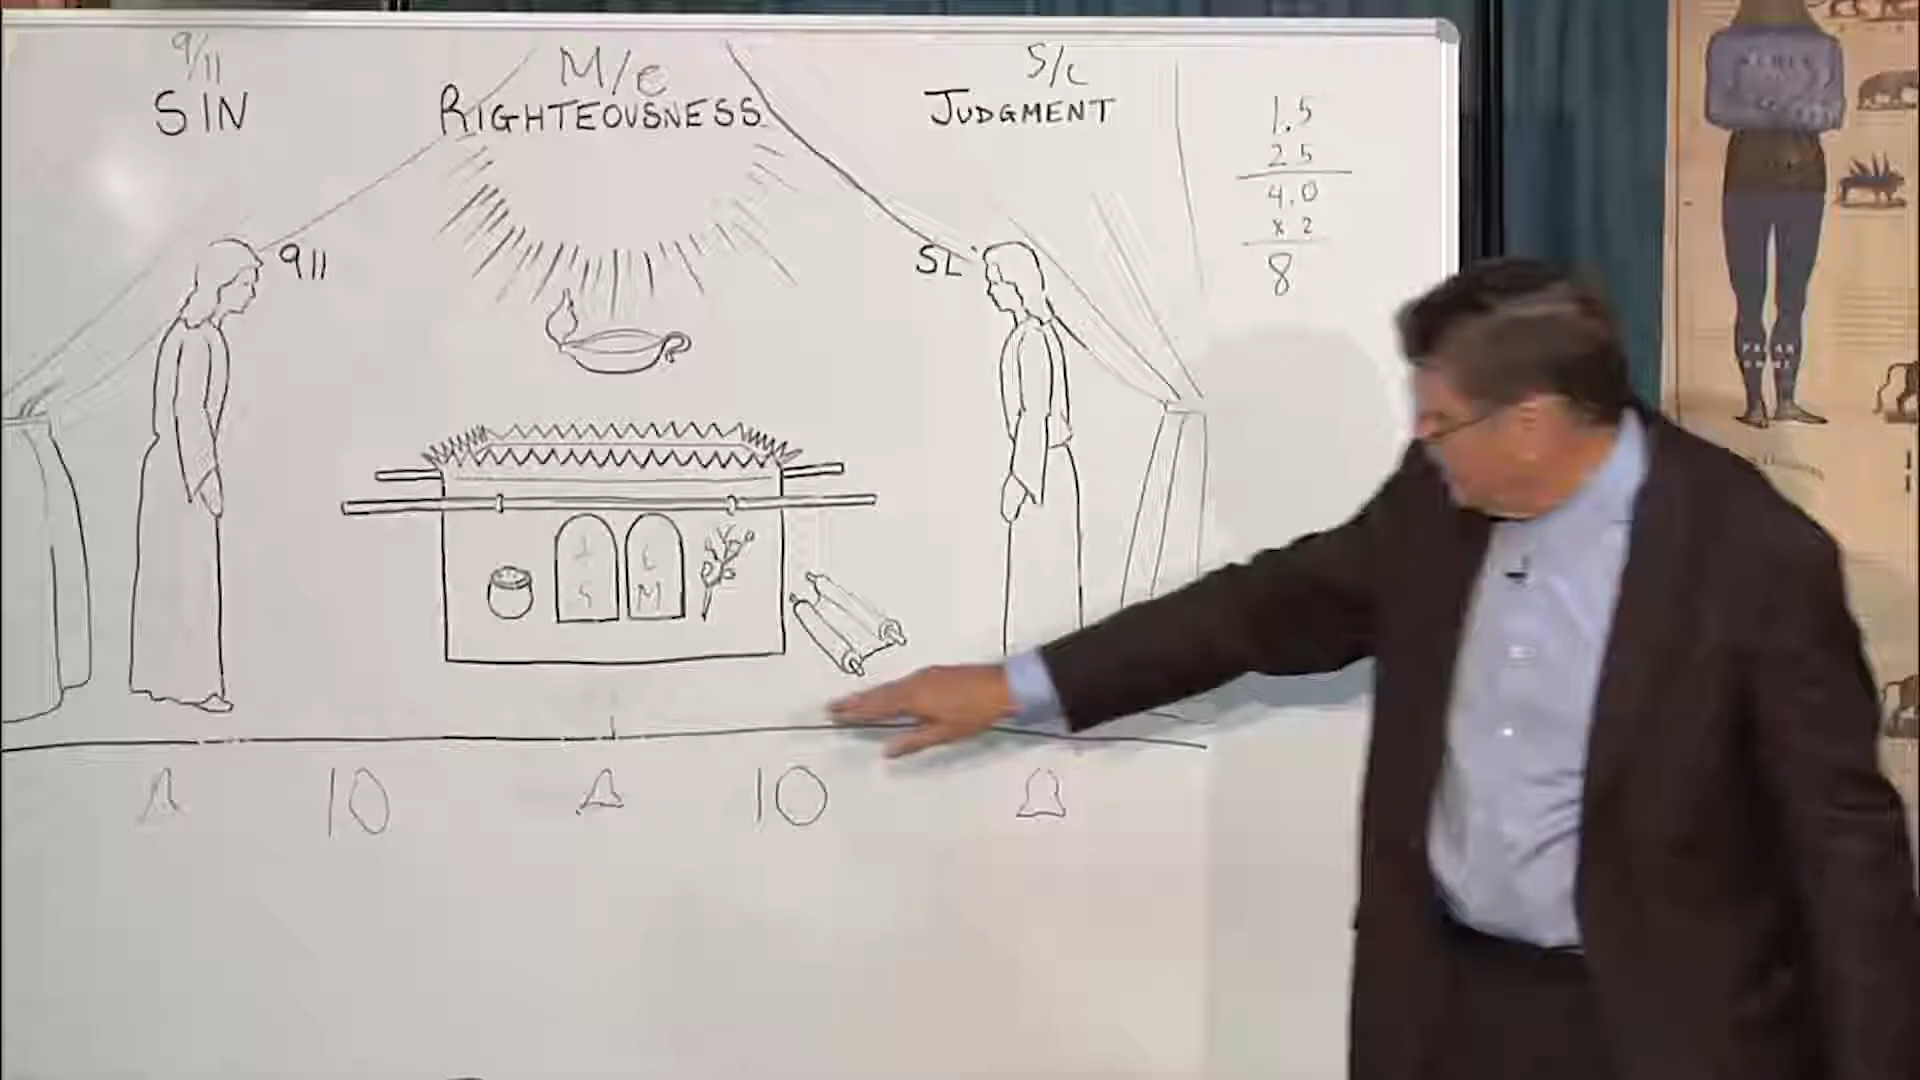 9/11
SIN
M/C
RIGHTEOUSNESS
S/C
JUDGMENT
1.5
2 5
4.0
x 2
8
911
SL
M
10
10